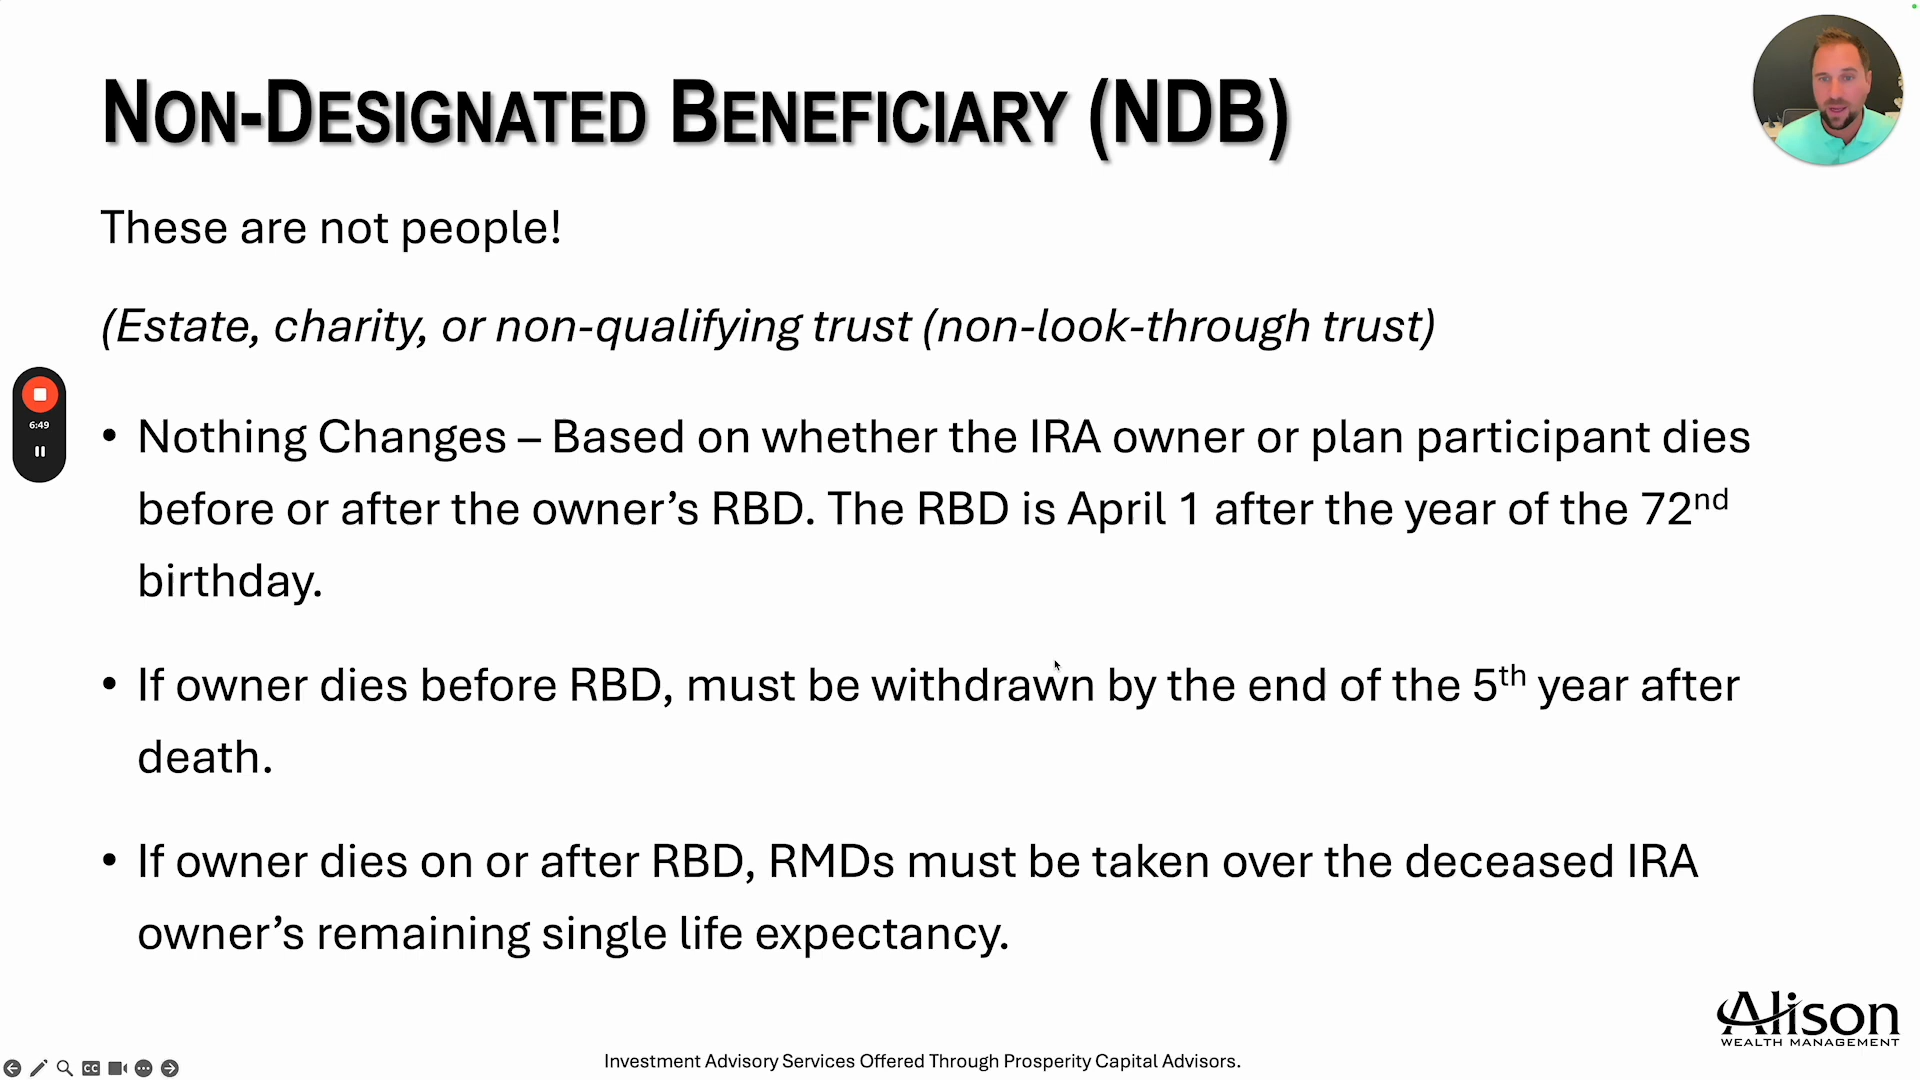 NON-DESIGNATED BENEFICIARY (NDB)
These are not people!
(Estate, charity, or non-qualifying trust (non-look-through trust)
6:49
• Nothing Changes – Based on whether the IRA owner or plan participant dies
before or after the owner’s RBD. The RBD is April 1 after the year of the 72nd
birthday.
• If owner dies before RBD, must be withdrawn by the end of the 5th year after
death.
• If owner dies on or after RBD, RMDs must be taken over the deceased IRA
owner’s remaining single life expectancy.
Alison
WEALTH MANAGEMENT
CC
Investment Advisory Services Offered Through Prosperity Capital Advisors.